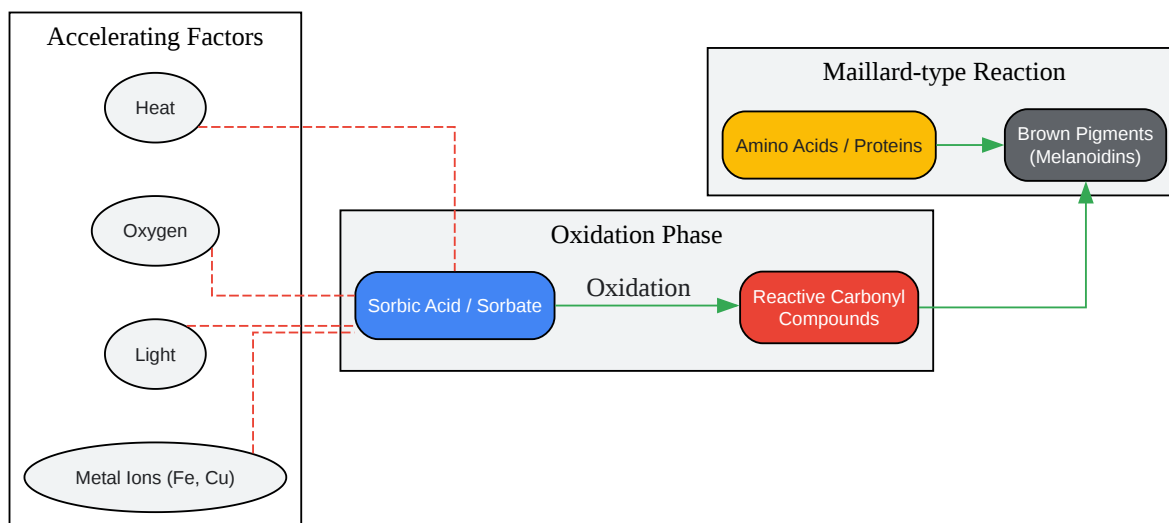 Accelerating Factors
Heat
Oxygen
Light
Metal Ions (Fe, Cu)
Oxidation Phase
Sorbic Acid / Sorbate
Oxidation
Reactive Carbonyl
Compounds
Maillard-type Reaction
Amino Acids / Proteins
Brown Pigments
(Melanoidins)